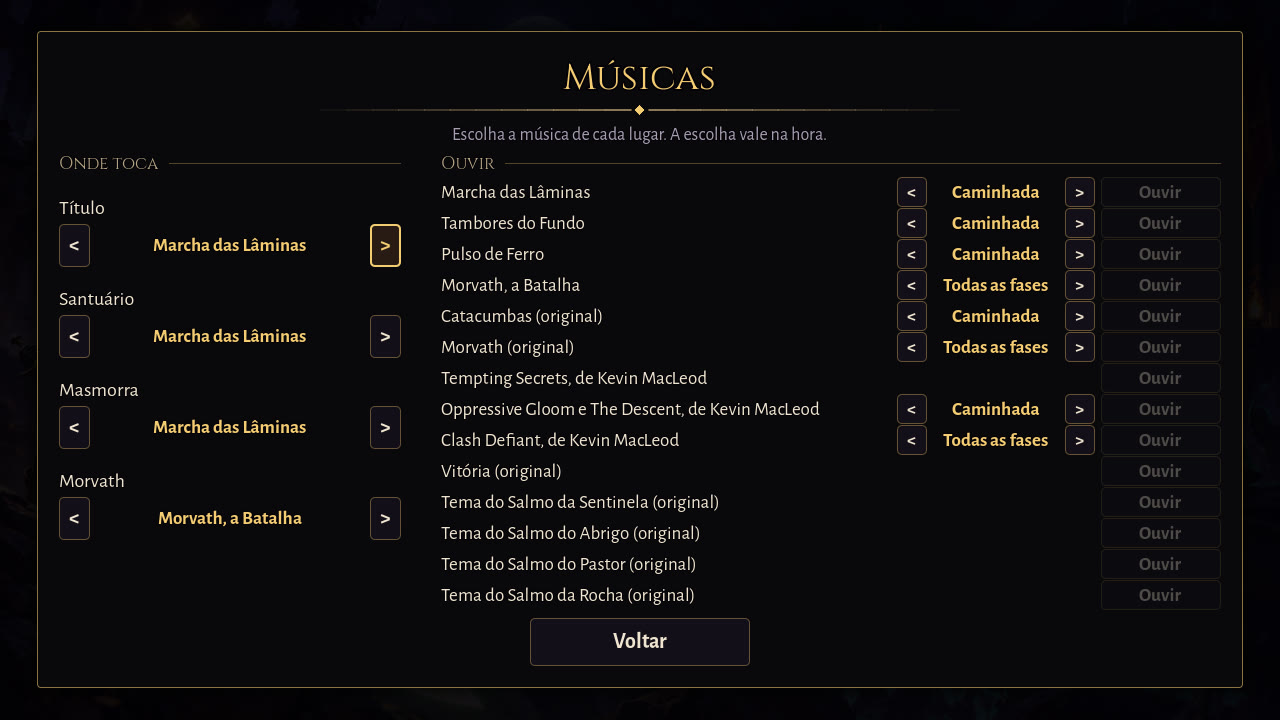 Músicas
Escolha a música de cada lugar. A escolha vale na hora.
Onde toca
Título
< Marcha das Lâminas >
Santuário
< Marcha das Lâminas >
Masmorra
< Marcha das Lâminas >
Morvath
< Morvath, a Batalha >
Ouvir
Marcha das Lâminas < Caminhada > Ouvir
Tambores do Fundo < Caminhada > Ouvir
Pulso de Ferro < Caminhada > Ouvir
Morvath, a Batalha < Todas as fases > Ouvir
Catacumbas (original) < Caminhada > Ouvir
Morvath (original) < Todas as fases > Ouvir
Tempting Secrets, de Kevin MacLeod Ouvir
Oppressive Gloom e The Descent, de Kevin MacLeod < Caminhada > Ouvir
Clash Defiant, de Kevin MacLeod < Todas as fases > Ouvir
Vitória (original) Ouvir
Tema do Salmo da Sentinela (original) Ouvir
Tema do Salmo do Abrigo (original) Ouvir
Tema do Salmo do Pastor (original) Ouvir
Tema do Salmo da Rocha (original) Ouvir
Voltar